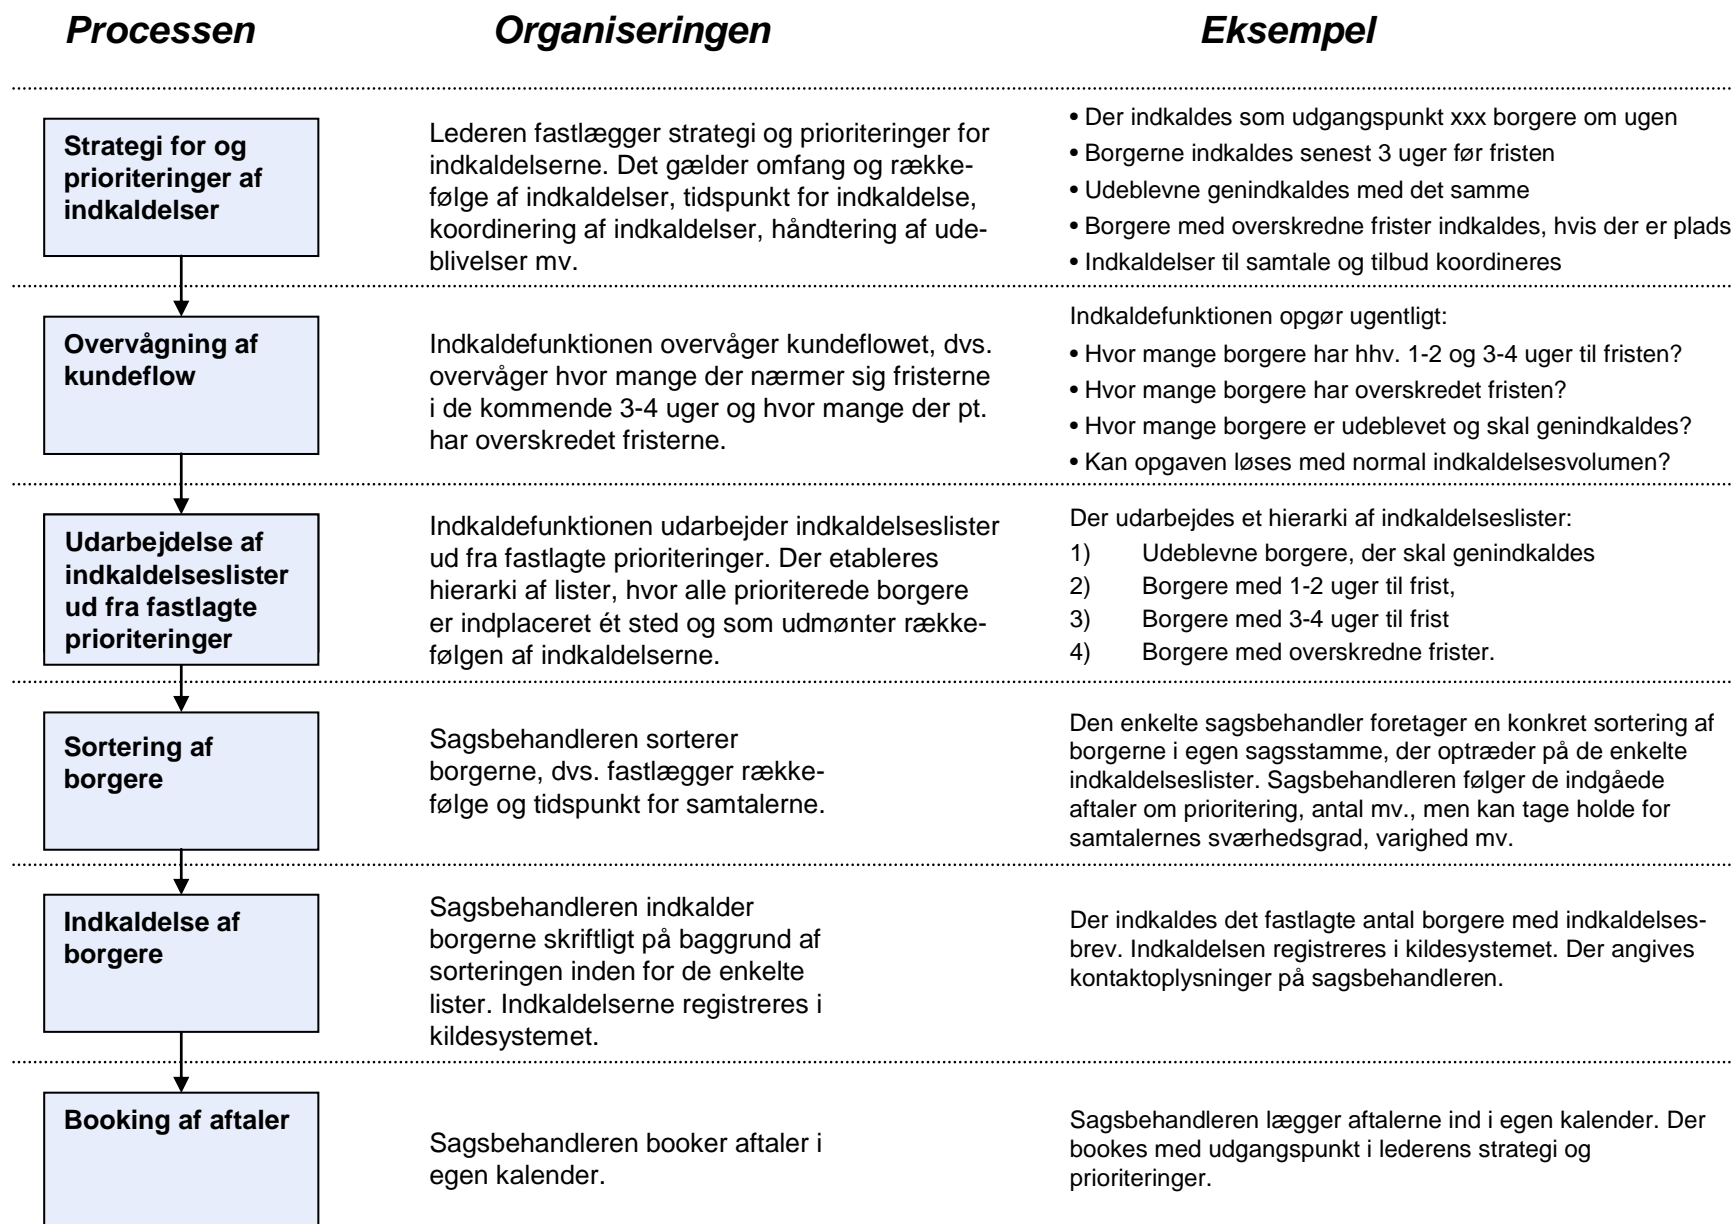 Processen
Organiseringen
Eksempel
Strategi for og
prioriteringer af
indkaldelser
Lederen fastlægger strategi og prioriteringer for
indkaldelserne. Det gælder omfang og række-
følge af indkaldelser, tidspunkt for indkaldelse,
koordinering af indkaldelser, håndtering af ude-
blivelser mv.
• Der indkaldes som udgangspunkt xxx borgere om ugen
• Borgerne indkaldes senest 3 uger før fristen
• Udeblevne genindkaldes med det samme
• Borgere med overskredne frister indkaldes, hvis der er plads
• Indkaldelser til samtale og tilbud koordineres
Overvågning af
kundeflow
Indkaldefunktionen overvåger kundeflowet, dvs.
overvåger hvor mange der nærmer sig fristerne
i de kommende 3-4 uger og hvor mange der pt.
har overskredet fristerne.
Indkaldefunktionen opgør ugentligt:
• Hvor mange borgere har hhv. 1-2 og 3-4 uger til fristen?
• Hvor mange borgere har overskredet fristen?
• Hvor mange borgere er udeblevet og skal genindkaldes?
• Kan opgaven løses med normal indkaldelsesvolumen?
Udarbejdelse af
indkaldelseslister
ud fra fastlagte
prioriteringer
Indkaldefunktionen udarbejder indkaldelseslister
ud fra fastlagte prioriteringer. Der etableres
hierarki af lister, hvor alle prioriterede borgere
er indplaceret ét sted og som udmønter række-
følgen af indkaldelserne.
Der udarbejdes et hierarki af indkaldelseslister:
1) Udeblevne borgere, der skal genindkaldes
2) Borgere med 1-2 uger til frist,
3) Borgere med 3-4 uger til frist
4) Borgere med overskredne frister.
Sortering af
borgere
Sagsbehandleren sorterer
borgerne, dvs. fastlægger række-
følge og tidspunkt for samtalerne.
Den enkelte sagsbehandler foretager en konkret sortering af
borgerne i egen sagsstamme, der optræder på de enkelte
indkaldelseslister. Sagsbehandleren følger de indgåede
aftaler om prioritering, antal mv., men kan tage holde for
samtalernes sværhedsgrad, varighed mv.
Indkaldelse af
borgere
Sagsbehandleren indkalder
borgerne skriftligt på baggrund af
sorteringen inden for de enkelte
lister. Indkaldelserne registreres i
kildesystemet.
Der indkaldes det fastlagte antal borgere med indkaldelses-
brev. Indkaldelsen registreres i kildesystemet. Der angives
kontaktoplysninger på sagsbehandleren.
Booking af aftaler
Sagsbehandleren booker aftaler i
egen kalender.
Sagsbehandleren lægger aftalerne ind i egen kalender. Der
bookes med udgangspunkt i lederens strategi og
prioriteringer.